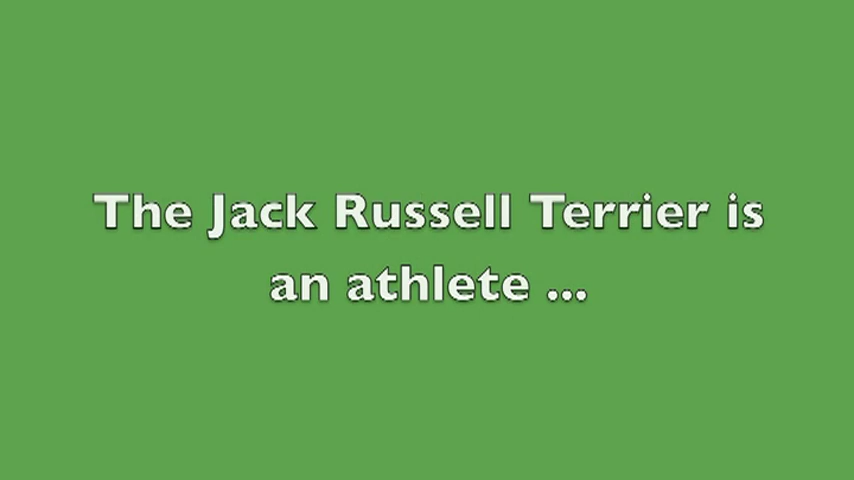 The Jack Russell Terrier is
an athlete ...